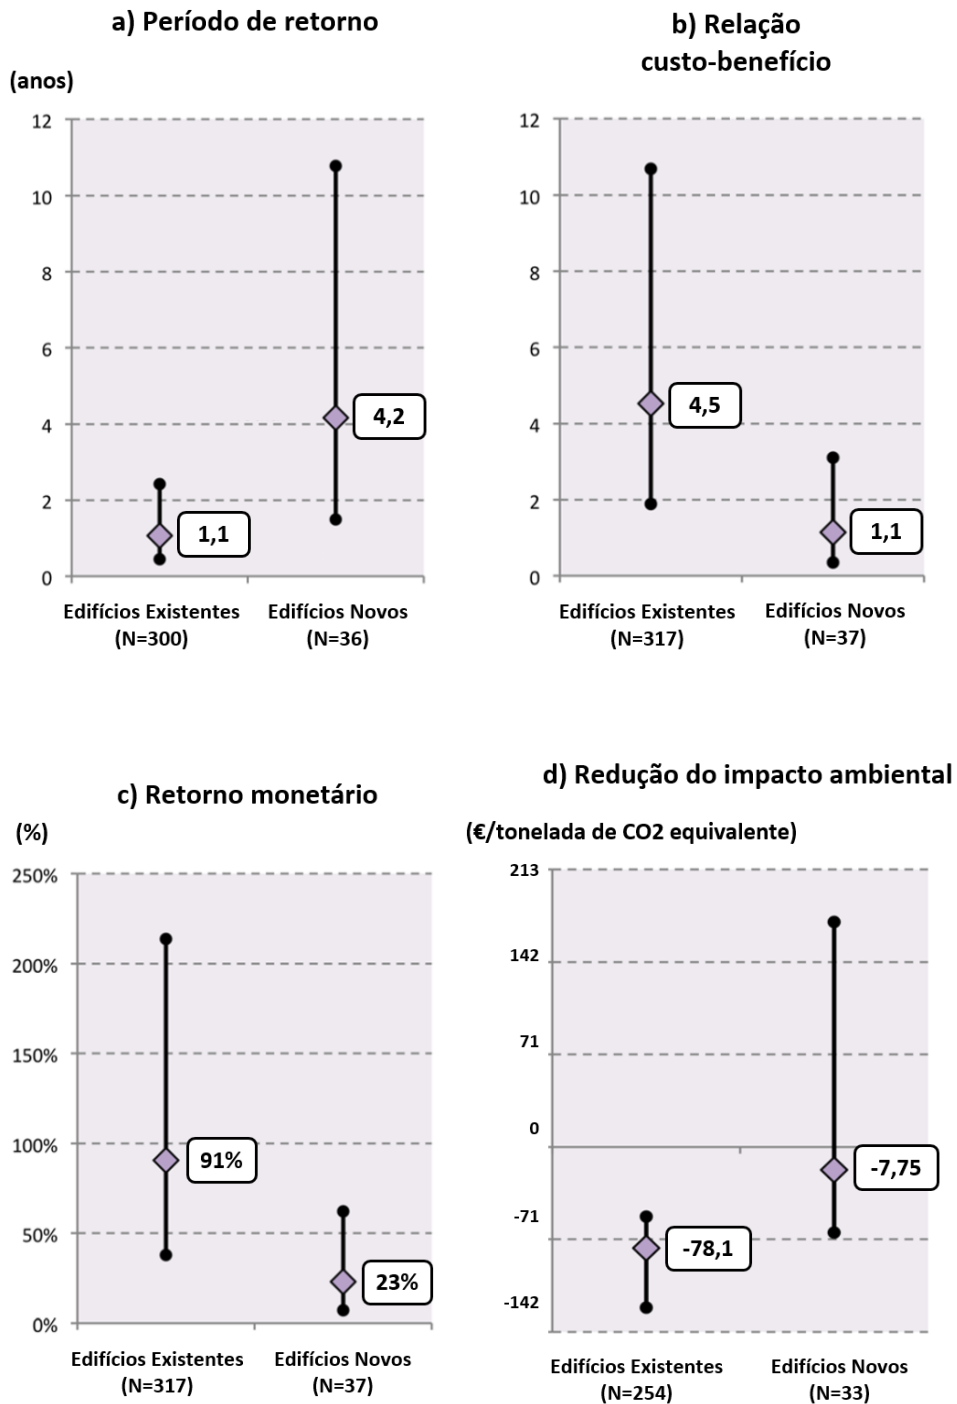 a) Período de retorno
(anos)
12
10
8
6
4
2
0
4,2
1,1
Edifícios Existentes
(N=300)
Edifícios Novos
(N=36)
b) Relação
custo-benefício
12
10
8
6
4
2
0
4,5
1,1
Edifícios Existentes
(N=317)
Edifícios Novos
(N=37)
c) Retorno monetário
(%)
250%
200%
150%
100%
50%
0%
91%
23%
Edifícios Existentes
(N=317)
Edifícios Novos
(N=37)
d) Redução do impacto ambiental
(€/tonelada de CO2 equivalente)
213
142
71
0
-71
-142
-7,75
-78,1
Edifícios Existentes
(N=254)
Edifícios Novos
(N=33)